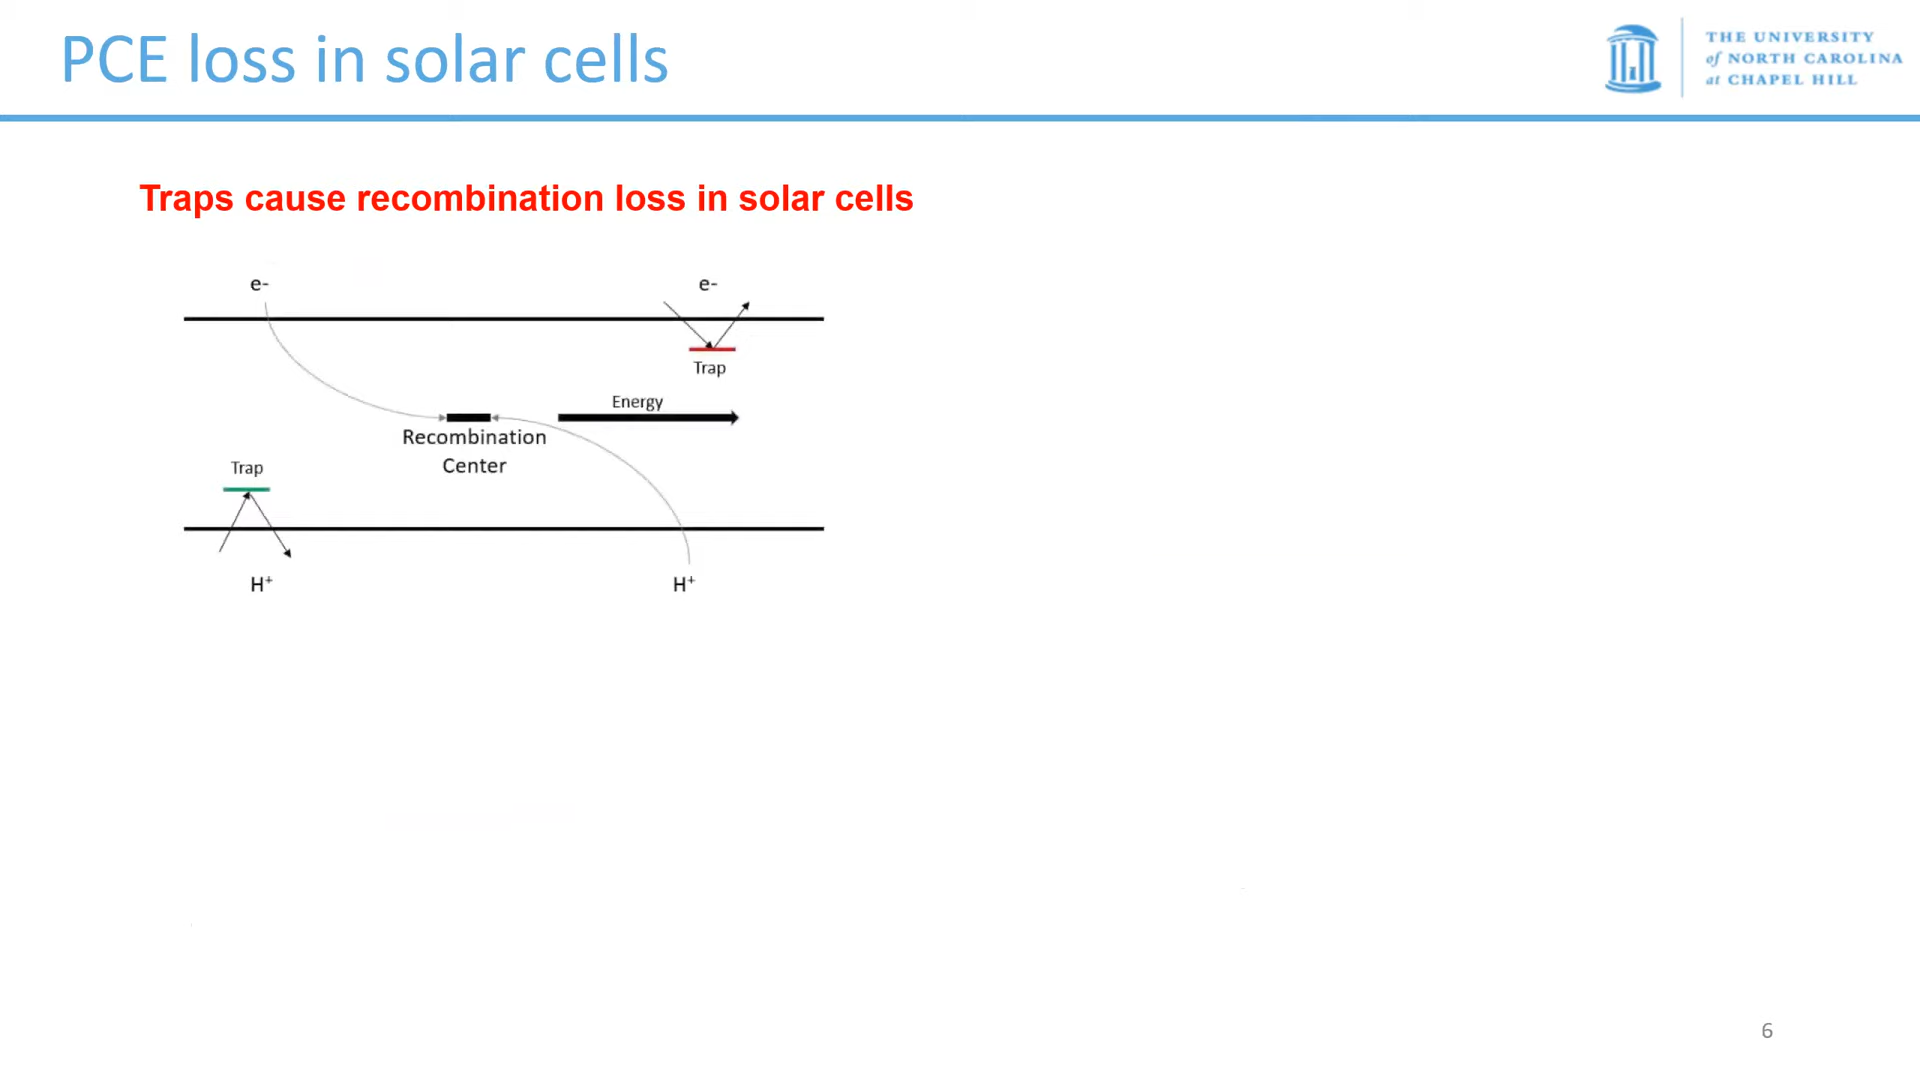 PCE loss in solar cells
THE UNIVERSITY
of NORTH CAROLINA
at CHAPEL HILL
Traps cause recombination loss in solar cells
e-
e-
Trap
Energy
Recombination
Center
Trap
H⁺
H⁺
6